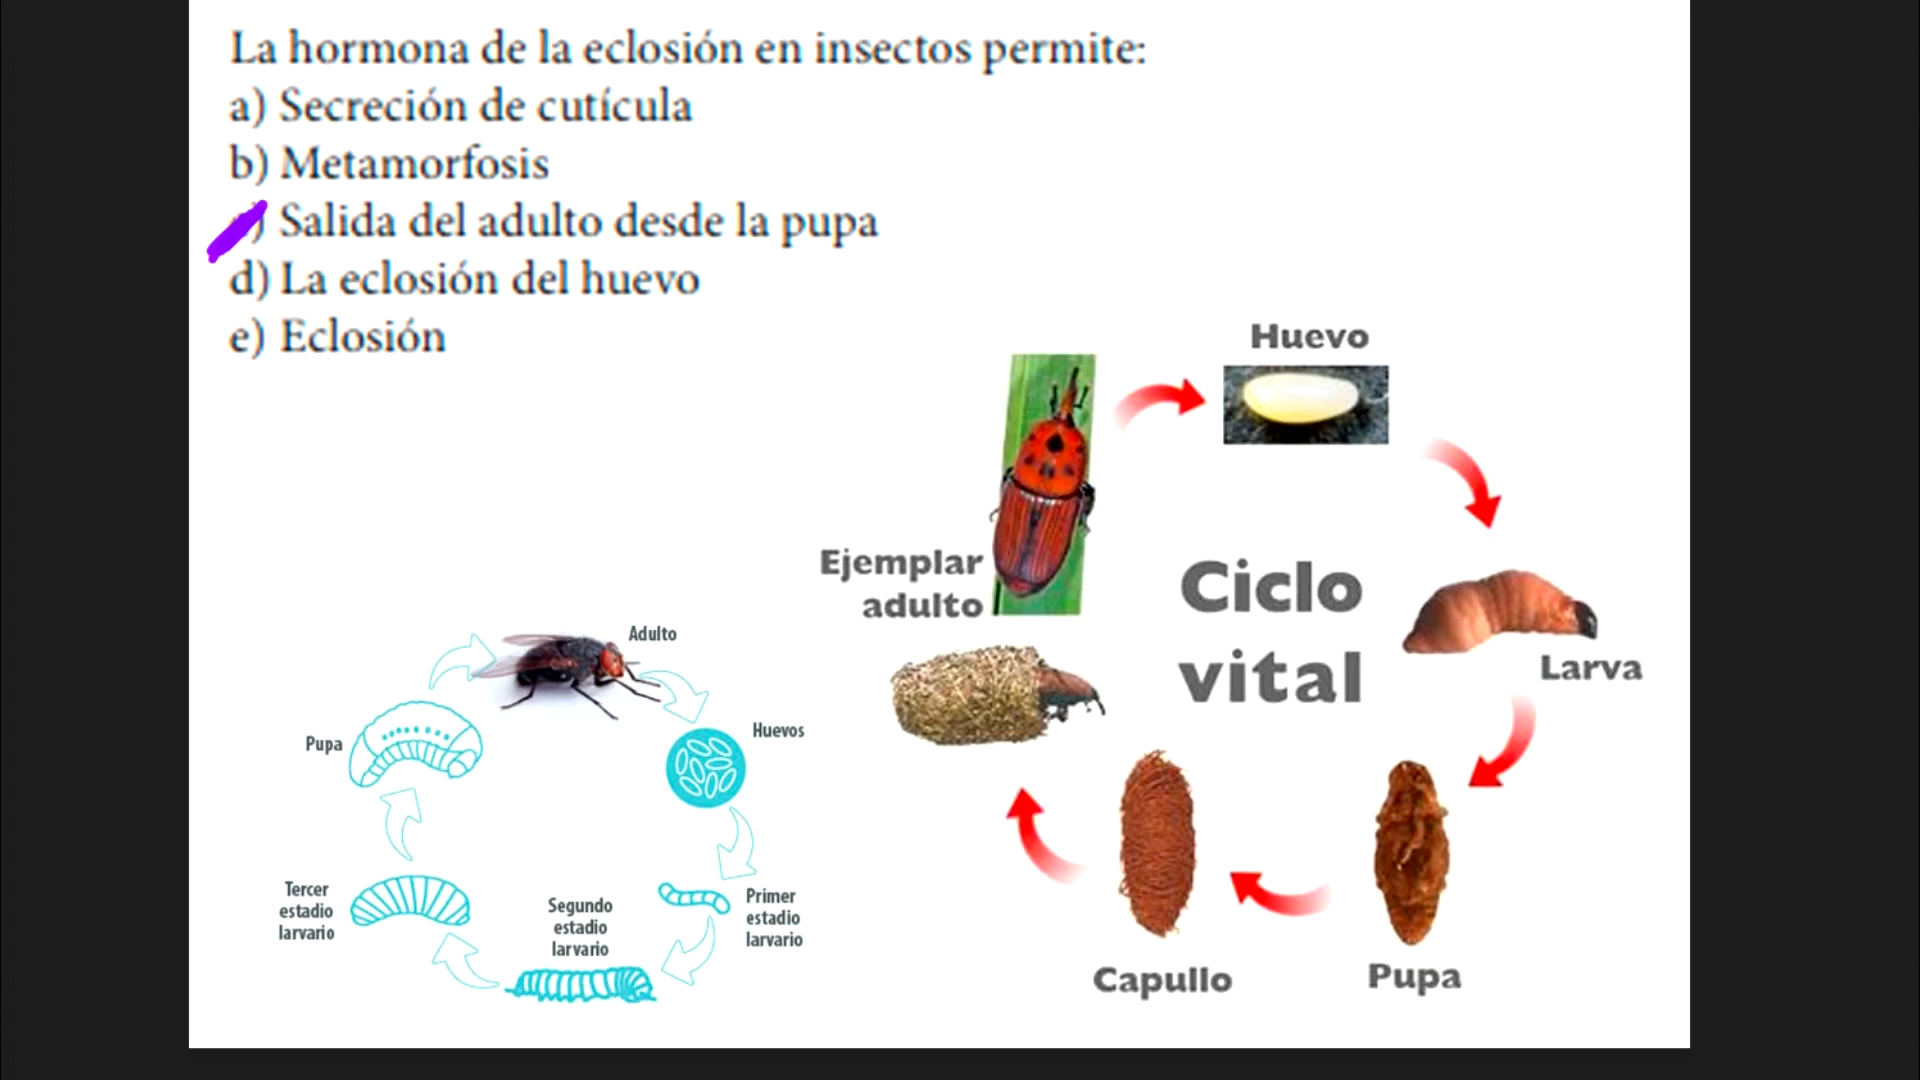 La hormona de la eclosión en insectos permite:
a) Secreción de cutícula
b) Metamorfosis
) Salida del adulto desde la pupa
d) La eclosión del huevo
e) Eclosión
Huevo
Ejemplar
adulto
Ciclo
vital
Larva
Capullo
Pupa
Adulto
Huevos
Pupa
Primer
estadio
larvario
Segundo
estadio
larvario
Tercer
estadio
larvario